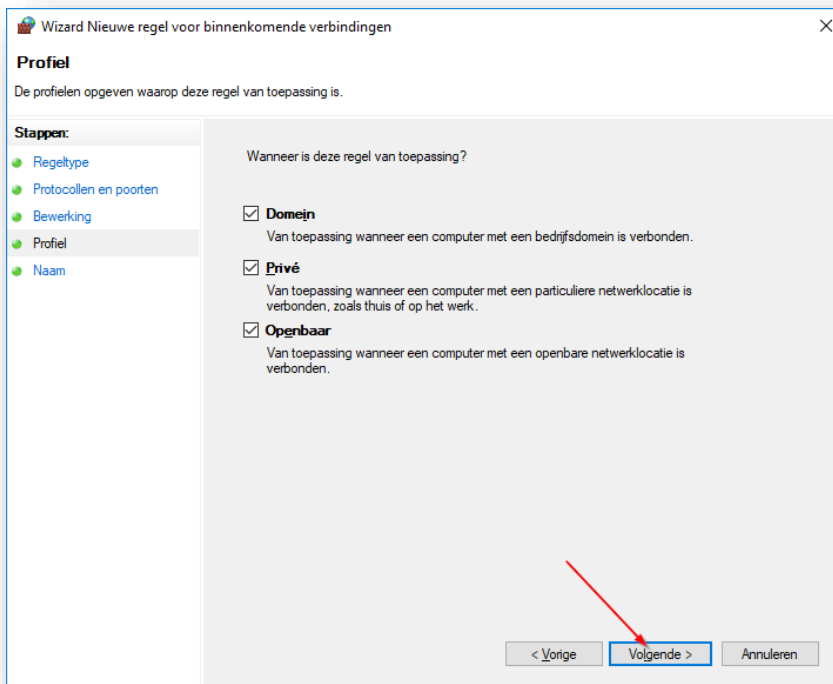 Wizard Nieuwe regel voor binnenkomende verbindingen
Profiel
De profielen opgeven waarop deze regel van toepassing is.
Stappen:
Regeltype
Protocollen en poorten
Bewerking
Profiel
Naam
Wanneer is deze regel van toepassing?
Domein
Van toepassing wanneer een computer met een bedrijfsdomein is verbonden.
Privé
Van toepassing wanneer een computer met een particuliere netwerklocatie is
verbonden, zoals thuis of op het werk.
Openbaar
Van toepassing wanneer een computer met een openbare netwerklocatie is
verbonden.
< Vorige
Volgende >
Annuleren